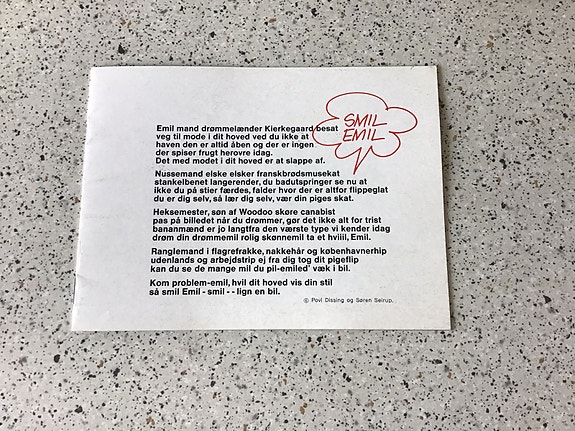 SMIL
EMIL
Emil mand drømmelænder Kierkegaard besat
veg til mode i dit hoved ved du ikke at
haven den er altid åben og der er ingen
der spiser frugt herovre idag.
Det med modet i dit hoved er at slappe af.
Nussemand elske elsker franskbrødsmusekat
stankelbenet langerender, du badutspringer se nu at
ikke du på stier færdes, falder hvor der er altfor flippeglat
du er dig selv, så lær dig selv, vær din piges skat.
Heksemester, søn af Woodoo skøre canabist
pas på billedet når du drømmer, gør det ikke alt for trist
bananmænd er jo langtfra den værste type vi kender idag
drøm din drømmemil rolig skønnemil ta et hviiil, Emil.
Ranglemand i flagrefrakke, nakkehår og københavnerhip
udenlands og arbejdstrip ej fra dig tog dit pigeflip
kan du se de mange mil du pil-emiled' væk i bil.
Kom problem-emil, hvil dit hoved vis din stil
så smil Emil - smil - - lign en bil.
© Povl Dissing og Søren Seirup.